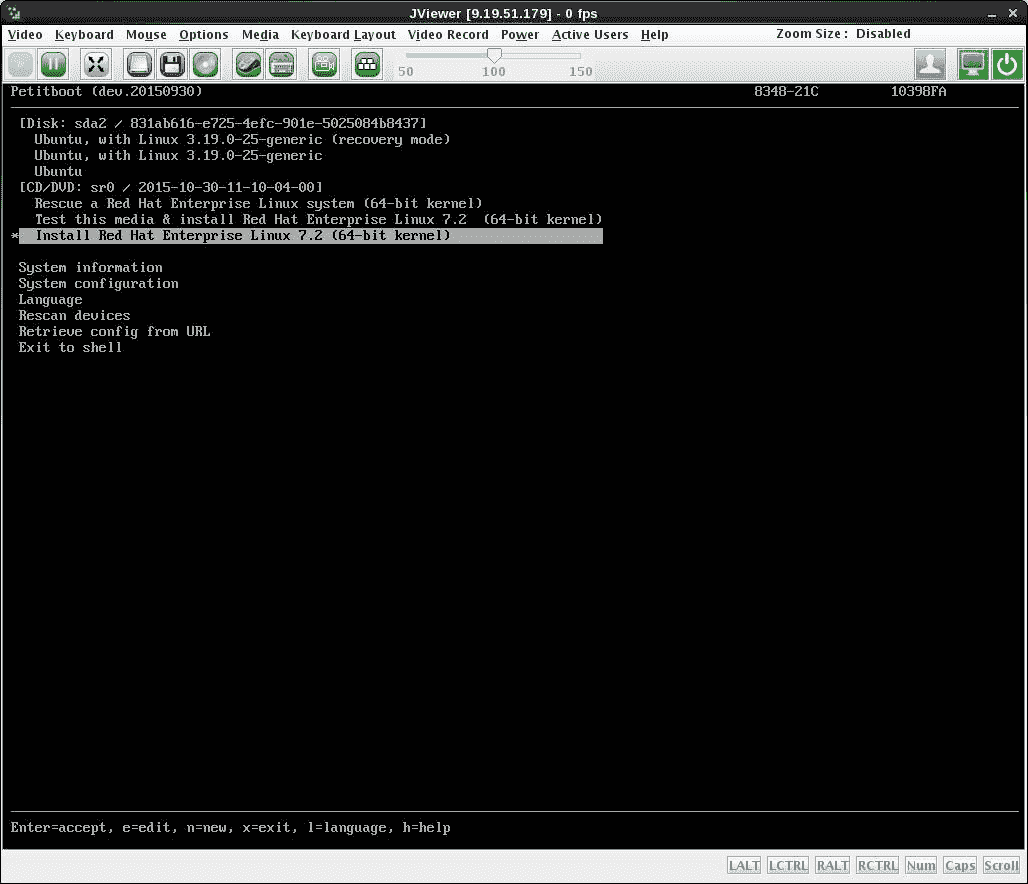 JViewer [9.19.51.179] - 0 fps
Video Keyboard Mouse Options Media Keyboard Layout Video Record Power Active Users Help Zoom Size : Disabled
50 100 150
Petitboot (dev.20150930) 8348-21C 10398FA
[Disk: sda2 / 831ab616-e725-4efc-901e-5025084b8437]
Ubuntu, with Linux 3.19.0-25-generic (recovery mode)
Ubuntu, with Linux 3.19.0-25-generic
Ubuntu
[CD/DVD: sr0 / 2015-10-30-11-10-04-00]
Rescue a Red Hat Enterprise Linux system (64-bit kernel)
Test this media & install Red Hat Enterprise Linux 7.2 (64-bit kernel)
* Install Red Hat Enterprise Linux 7.2 (64-bit kernel)
System information
System configuration
Language
Rescan devices
Retrieve config from URL
Exit to shell
Enter=accept, e=edit, n=new, x=exit, l=language, h=help
LALT LCTRL RALT RCTRL Num Caps Scroll